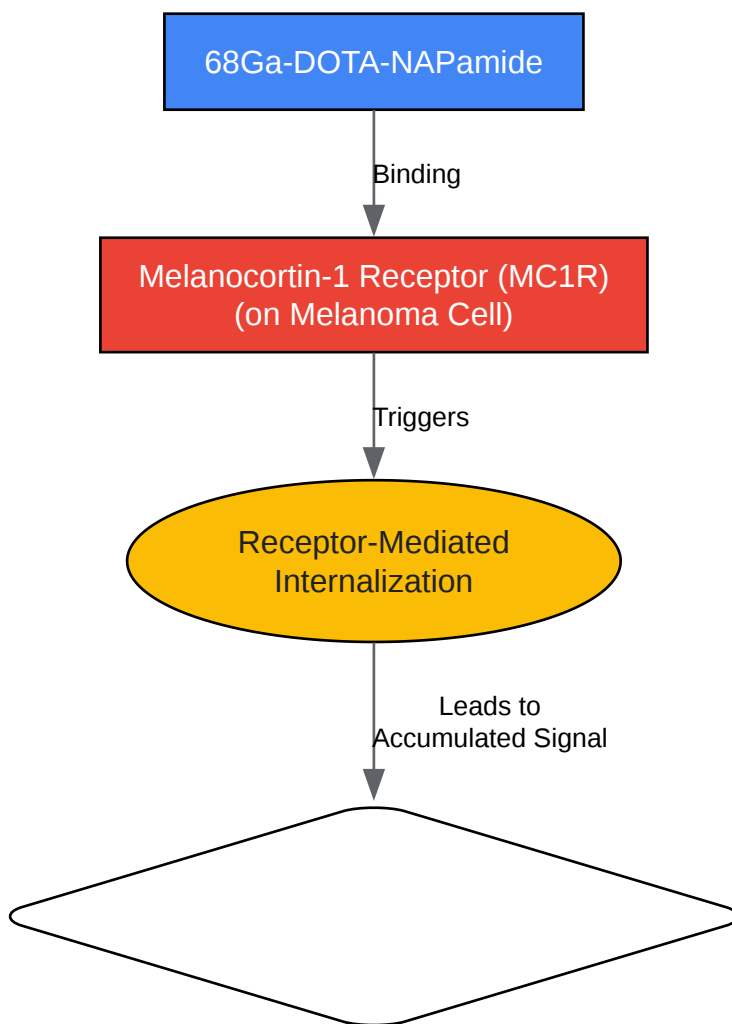 68Ga-DOTA-NAPamide
Binding
Melanocortin-1 Receptor (MC1R)
(on Melanoma Cell)
Triggers
Receptor-Mediated
Internalization
Leads to
Accumulated Signal